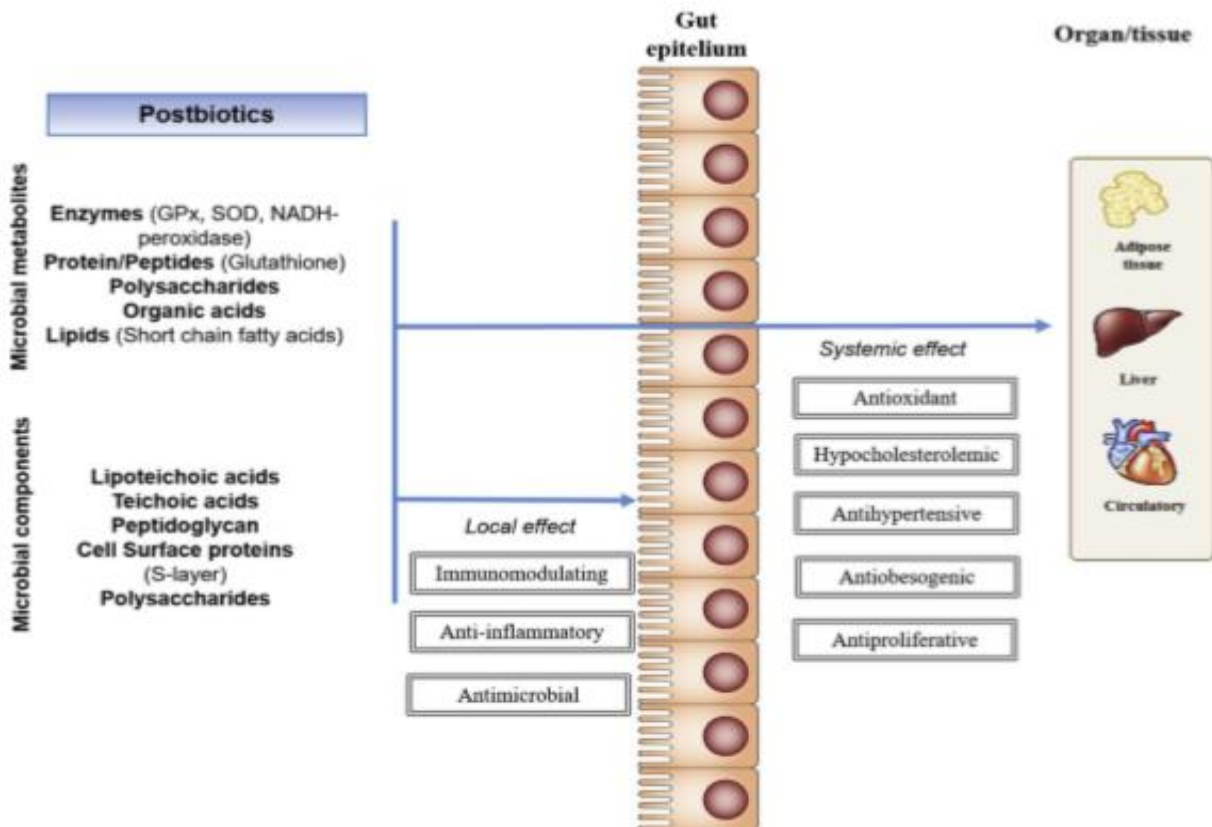 Gut
epitelium
Organ/tissue
Postbiotics
Microbial metabolites
Enzymes (GPx, SOD, NADH-
peroxidase)
Protein/Peptides (Glutathione)
Polysaccharides
Organic acids
Lipids (Short chain fatty acids)
Microbial components
Lipoteichoic acids
Teichoic acids
Peptidoglycan
Cell Surface proteins
(S-layer)
Polysaccharides
Local effect
Immunomodulating
Anti-inflammatory
Antimicrobial
Systemic effect
Antioxidant
Hypocholesterolemic
Antihypertensive
Antiobesogenic
Antiproliferative
Adipose
tissue
Liver
Circulatory